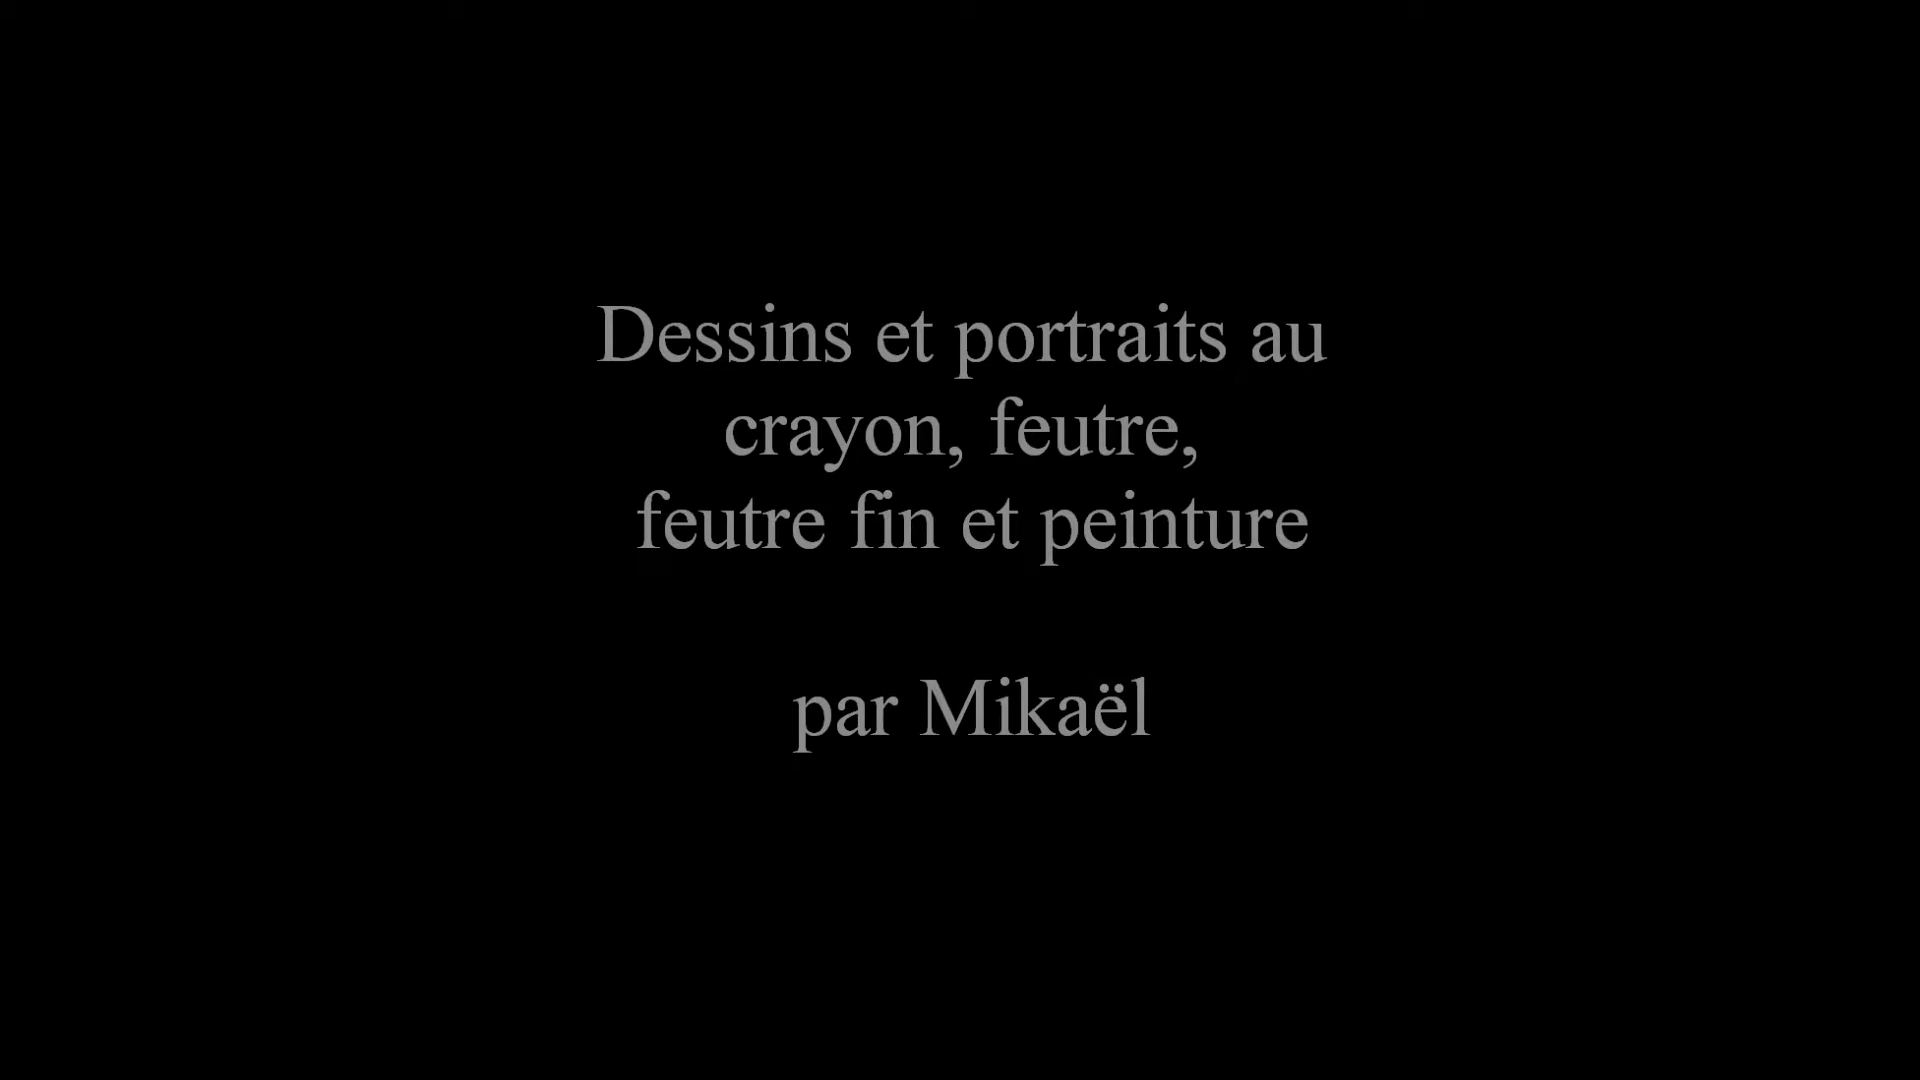 Dessins et portraits au
crayon, feutre,
feutre fin et peinture
par Mikaël